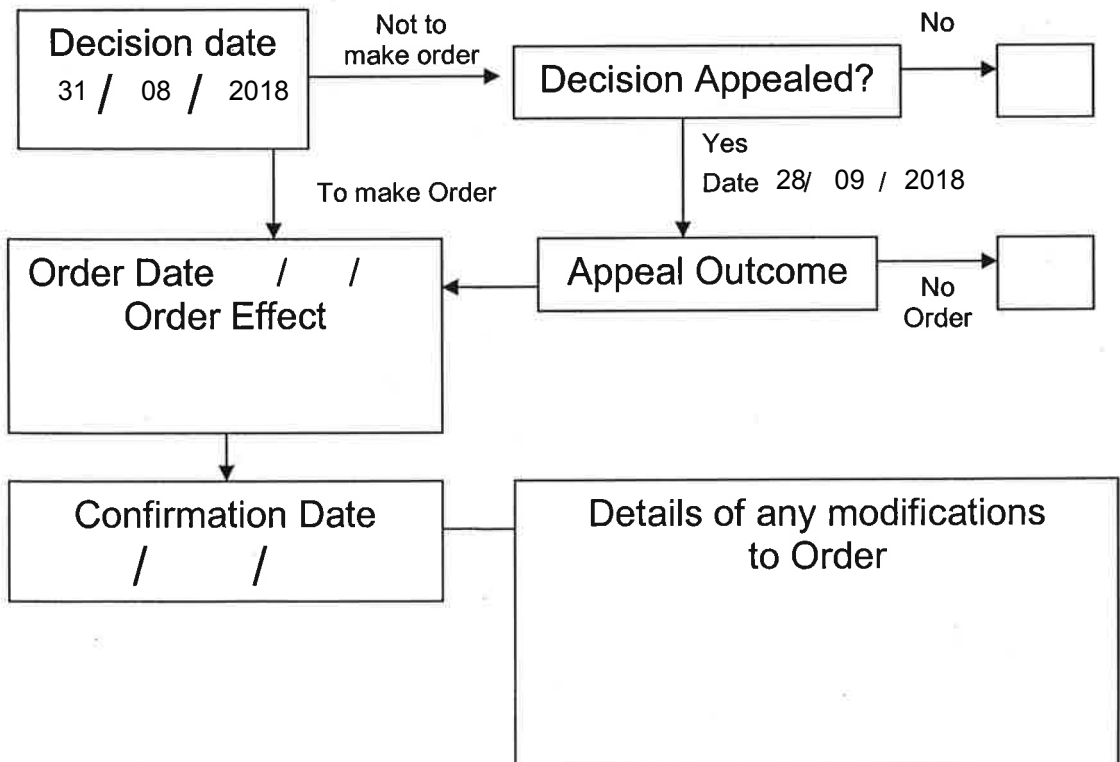 Decision date
31 / 08 / 2018
Not to
make order
Decision Appealed?
No
Yes
Date 28/ 09 / 2018
To make Order
Order Date / /
Order Effect
Appeal Outcome
No
Order
Confirmation Date
/ /
Details of any modifications
to Order